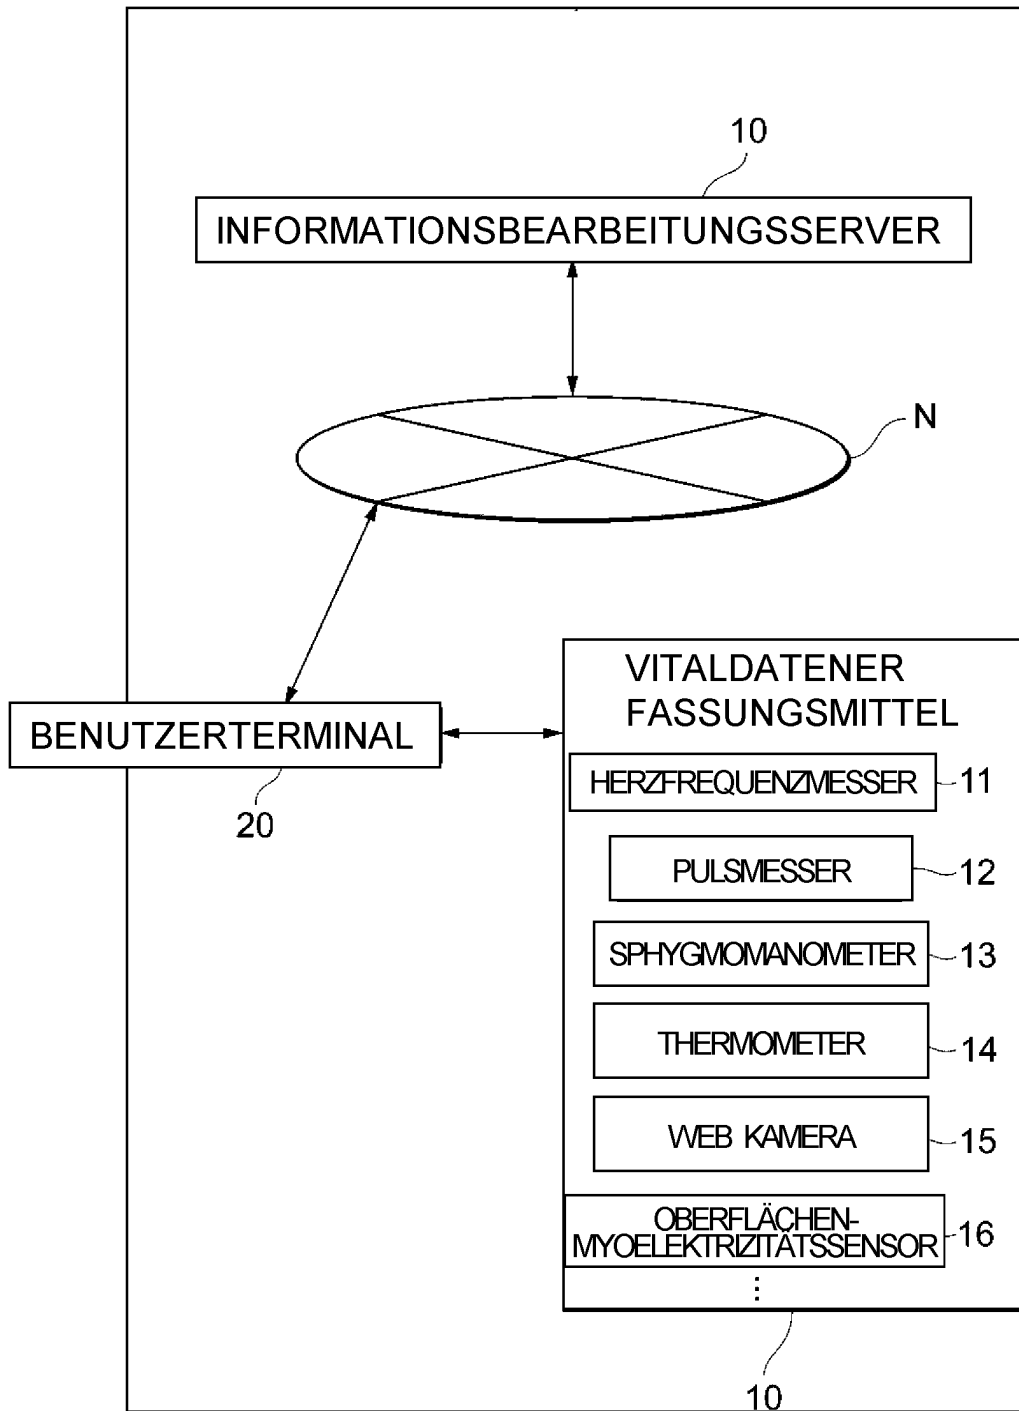 10
INFORMATIONSBEARBEITUNGSSERVER
N
VITALDATENER
FASSUNGSMITTEL
BENUTZERTERMINAL
20
HERZFREQUENZMESSER
11
PULSMESSER
12
SPHYGMOMANOMETER
13
THERMOMETER
14
WEB KAMERA
15
OBERFLÄCHEN-
MYOELEKTRIZITÄTSSENSOR
16
⋮
10